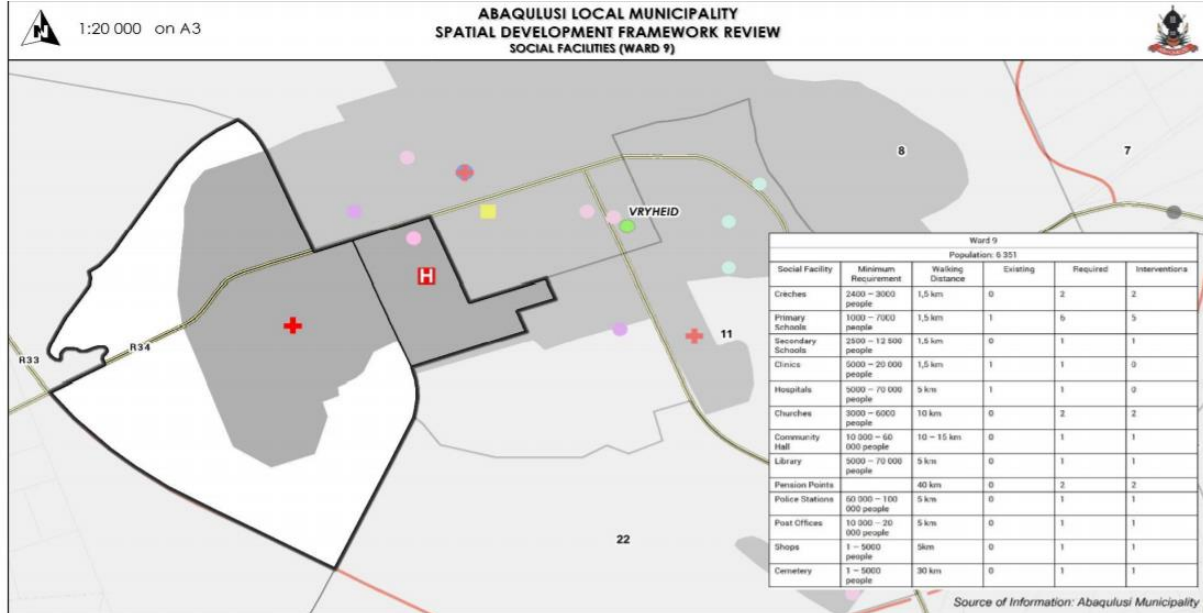 N
1:20 000 on A3
ABAQULUSI LOCAL MUNICIPALITY
SPATIAL DEVELOPMENT FRAMEWORK REVIEW
SOCIAL FACILITIES (WARD 9)
8
7
VRYHEID
H
11
R34
R33
22
Ward 9
Population: 6 351
Social Facility Minimum Requirement Walking Distance Existing Required Interventions
Crèches 2400 – 3000 people 1,5 km 0 2 2
Primary Schools 1000 – 7000 people 1,5 km 1 6 5
Secondary Schools 2500 – 12 500 people 1,5 km 0 1 1
Clinics 5000 – 20 000 people 1,5 km 1 1 0
Hospitals 5000 – 70 000 people 5 km 1 1 0
Churches 3000 – 6000 people 10 km 0 2 2
Community Hall 10 000 – 60 000 people 10 – 15 km 0 1 1
Library 5000 – 70 000 people 5 km 0 1 1
Pension Points 40 km 0 2 2
Police Stations 60 000 – 100 000 people 5 km 0 1 1
Post Offices 10 000 – 20 000 people 5 km 0 1 1
Shops 1 – 5000 people 5km 0 1 1
Cemetery 1 – 5000 people 30 km 0 1 1
Source of Information: Abaqulusi Municipality